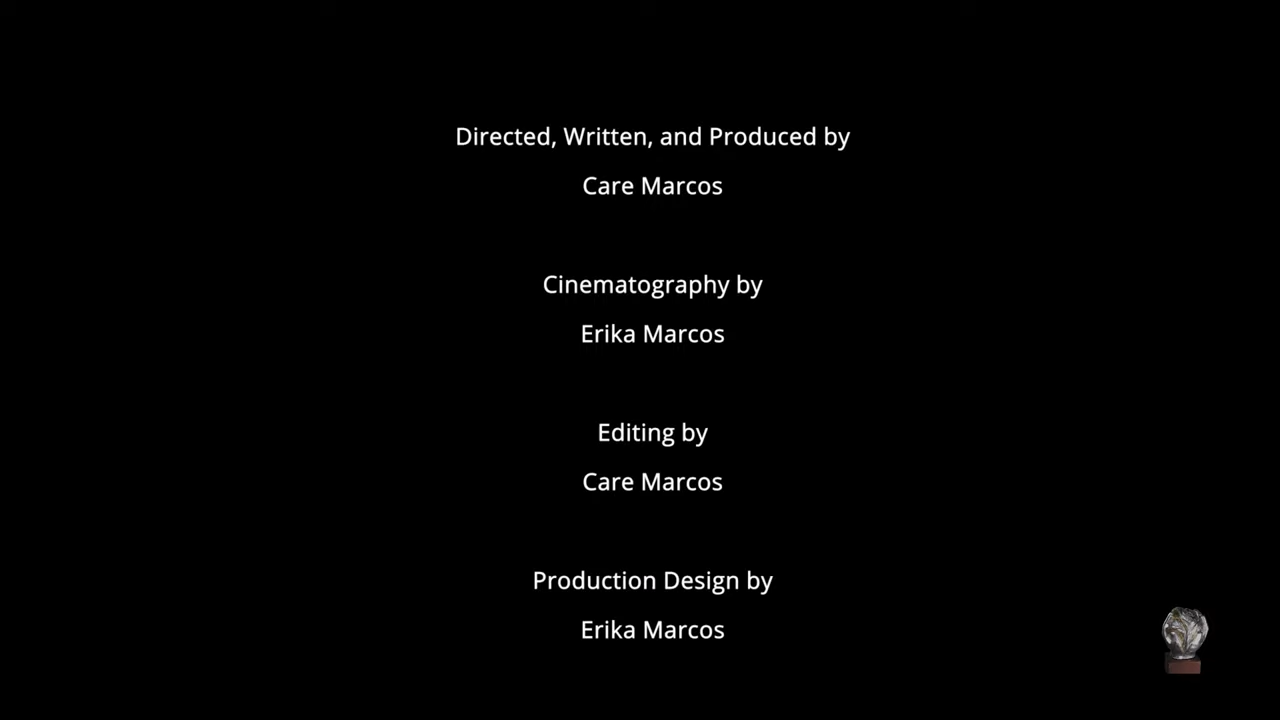 Directed, Written, and Produced by
Care Marcos
Cinematography by
Erika Marcos
Editing by
Care Marcos
Production Design by
Erika Marcos